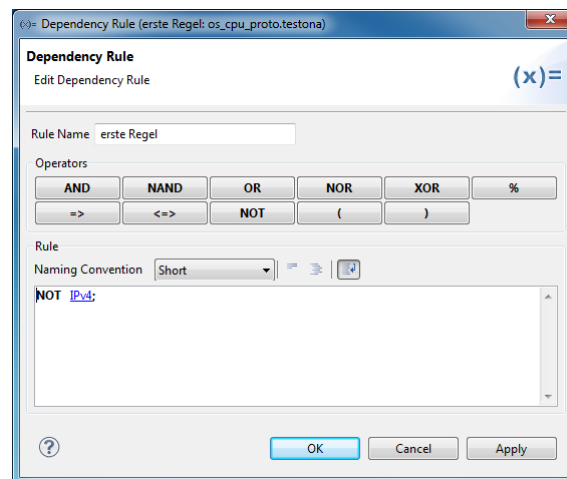 (x)= Dependency Rule (erste Regel: os_cpu_proto.testona)
Dependency Rule
Edit Dependency Rule
(x)=
Rule Name erste Regel
Operators
AND NAND OR NOR XOR %
=> <=> NOT ( )
Rule
Naming Convention Short
NOT IPv4;
?
OK Cancel Apply